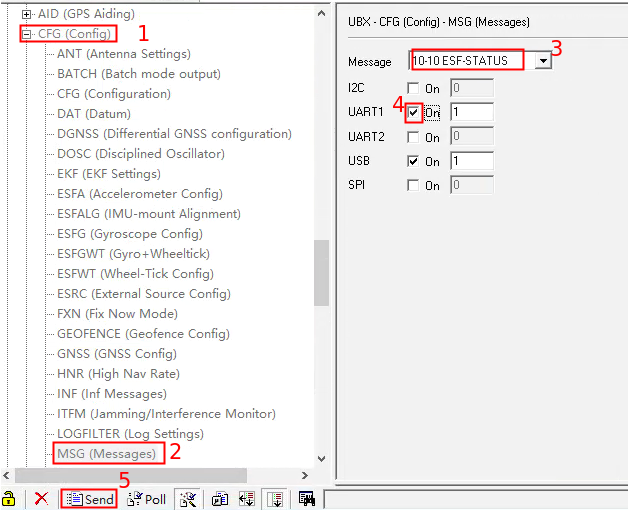 AID (GPS Aiding)
CFG (Config) 1
ANT (Antenna Settings)
BATCH (Batch mode output)
CFG (Configuration)
DAT (Datum)
DGNSS (Differential GNSS configuration)
DOSC (Disciplined Oscillator)
EKF (EKF Settings)
ESFA (Accelerometer Config)
ESFALG (IMU-mount Alignment)
ESFG (Gyroscope Config)
ESFGWT (Gyro+Wheeltick)
ESFWT (Wheel-Tick Config)
ESRC (External Source Config)
FXN (Fix Now Mode)
GEOFENCE (Geofence Config)
GNSS (GNSS Config)
HNR (High Nav Rate)
INF (Inf Messages)
ITFM (Jamming/Interference Monitor)
LOGFILTER (Log Settings)
MSG (Messages) 2
UBX - CFG (Config) - MSG (Messages)
3
Message 10-10 ESF-STATUS
I2C On 0
4
UART1 On 1
UART2 On 0
USB On 1
SPI On 0
5
Send Poll